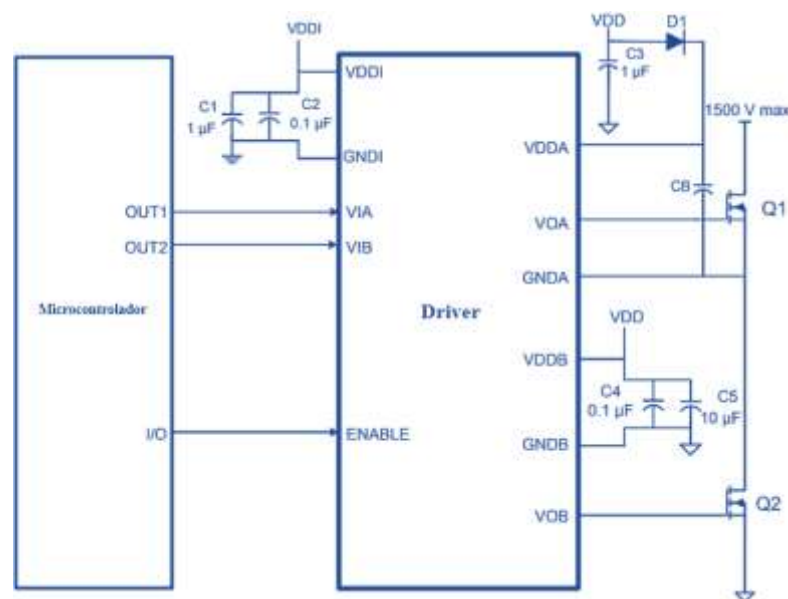 VDDI
VDD
D1
C3
1 µF
VDDI
C1
1 µF
C2
0.1 µF
GNDI
1500 V max
VDDA
C8
OUT1
VIA
VOA
Q1
OUT2
VIB
GNDA
Microcontrolador
Driver
VDD
VDDB
C4
0.1 µF
C5
10 µF
I/O
ENABLE
GNDB
VOB
Q2